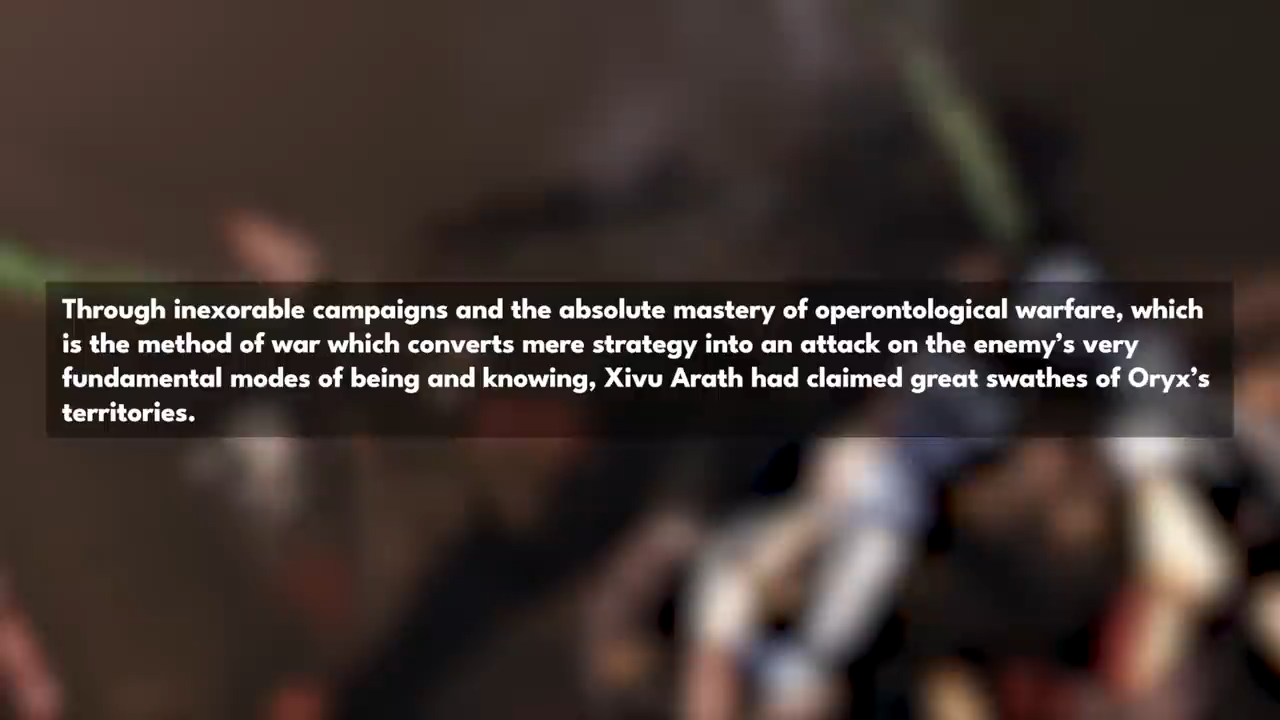 Through inexorable campaigns and the absolute mastery of operontological warfare, which
is the method of war which converts mere strategy into an attack on the enemy’s very
fundamental modes of being and knowing, Xivu Arath had claimed great swathes of Oryx’s
territories.